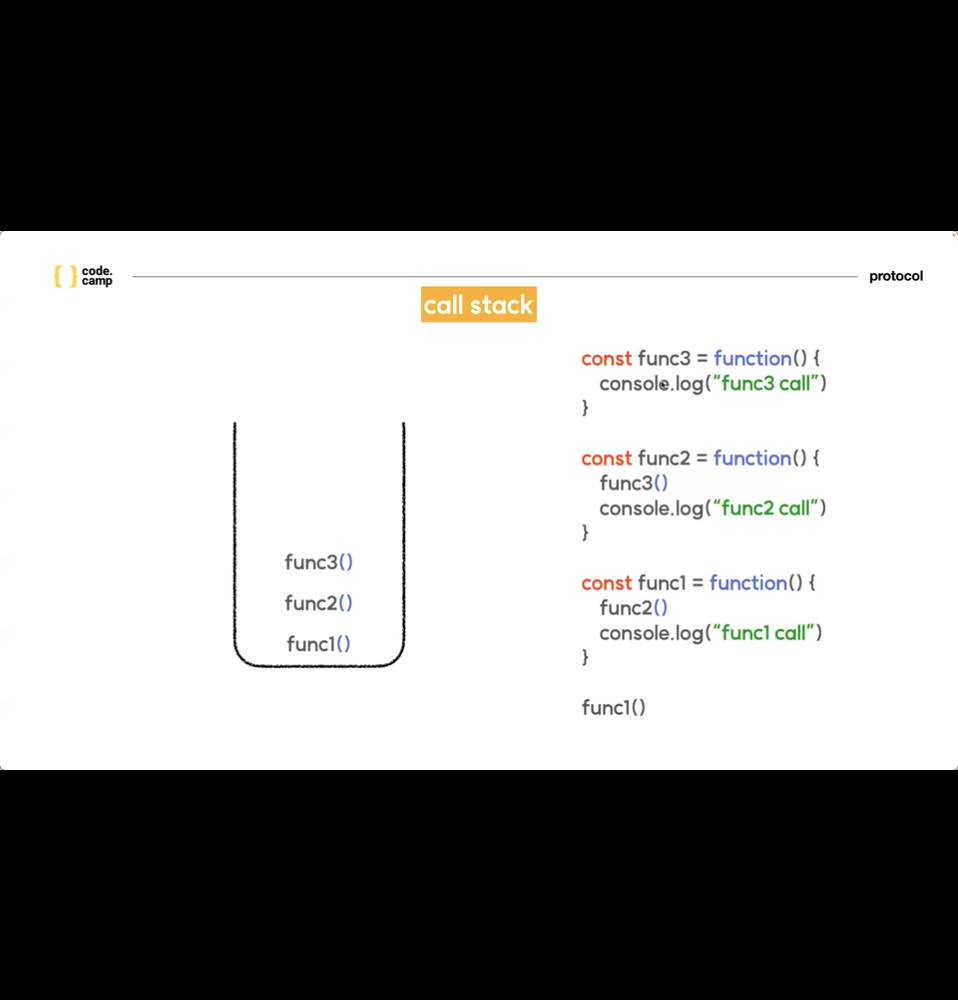 { } code.
camp
protocol
call stack
func3()
func2()
func1()
const func3 = function() {
console.log(“func3 call”)
}
const func2 = function() {
func3()
console.log(“func2 call”)
}
const func1 = function() {
func2()
console.log(“func1 call”)
}
func1()